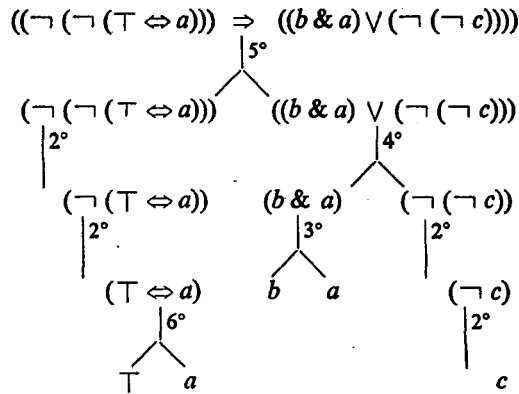 ((¬ (¬ (⊤ ⇔ a))) ⇒ ((b & a) ∨ (¬ (¬ c))))
5°
(¬ (¬ (⊤ ⇔ a))) ((b & a) ∨ (¬ (¬ c)))
2° 4°
(¬ (⊤ ⇔ a)) (b & a) (¬ (¬ c))
2° 3° 2°
(⊤ ⇔ a) b a (¬ c)
6° 2°
⊤ a c